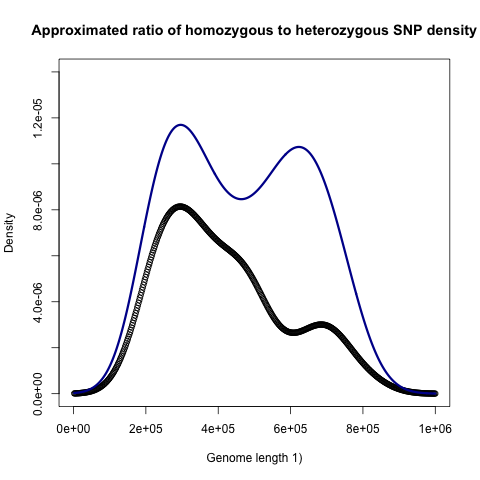 Approximated ratio of homozygous to heterozygous SNP density
Density
1.2e-05
8.0e-06
4.0e-06
0.0e+00
0e+00 2e+05 4e+05 6e+05 8e+05 1e+06
Genome length 1)